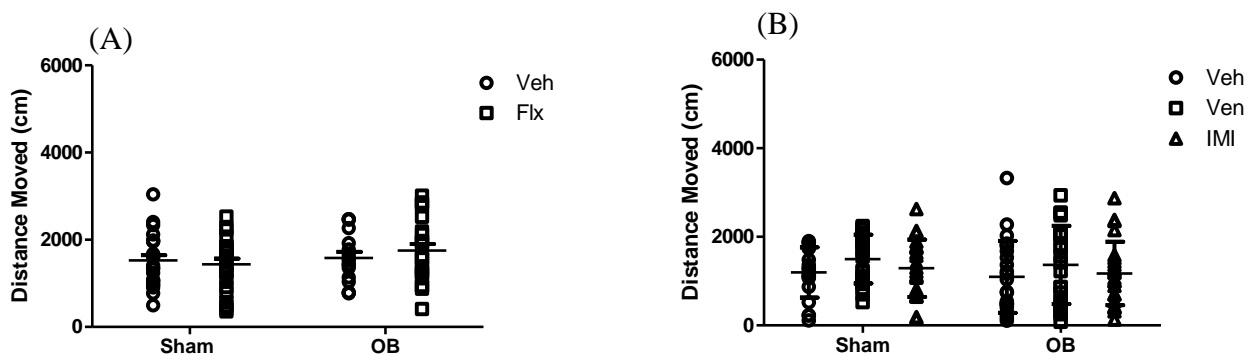 (A)
6000
4000
2000
0
Distance Moved (cm)
Veh
Flx
Sham
OB
(B)
6000
4000
2000
0
Distance Moved (cm)
Veh
Ven
IMI
Sham
OB